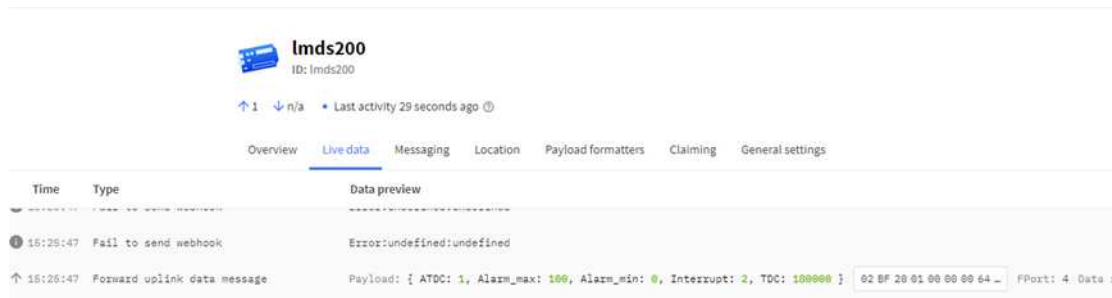 lmds200
ID: lmds200
↑ 1 ↓ n/a • Last activity 29 seconds ago
Overview Live data Messaging Location Payload formatters Claiming General settings
Time Type Data preview
15:25:47 Fail to send webhook Error:undefined:undefined
15:25:47 Forward uplink data message Payload: { ATDC: 1, Alarm_max: 100, Alarm_min: 0, Interrupt: 2, TDC: 180000 } 02 BF 20 01 00 00 00 64 … FPort: 4 Data